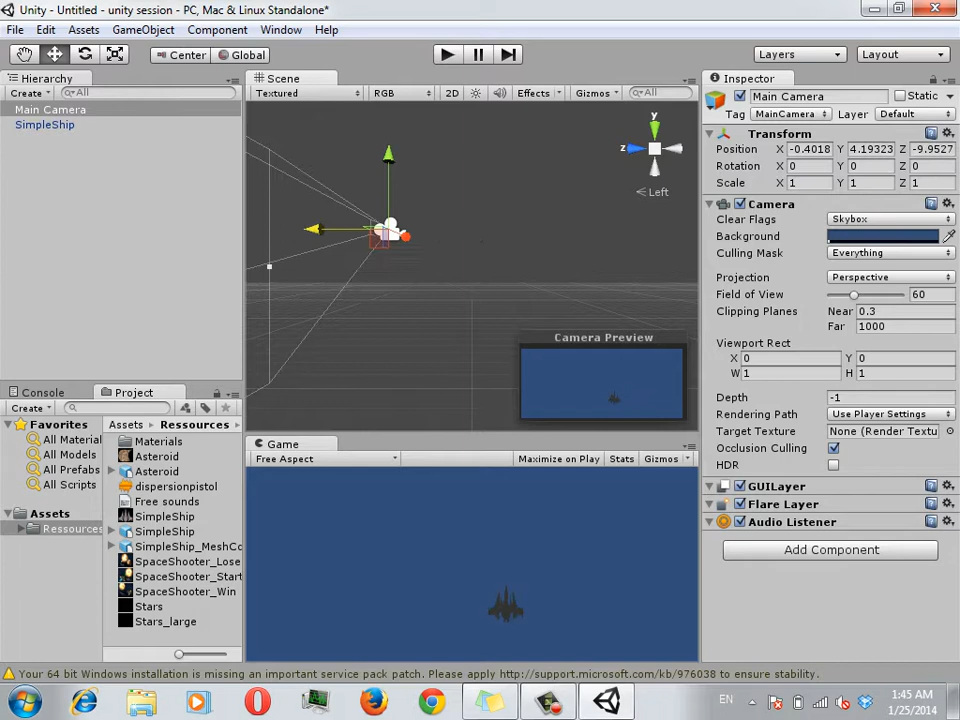 Unity - Untitled - unity session - PC, Mac & Linux Standalone*
File Edit Assets GameObject Component Window Help
Center Global Layers Layout
Hierarchy
Create All
Main Camera
SimpleShip
Scene
Textured RGB 2D Effects Gizmos All
y
z
Left
Camera Preview
Inspector
Main Camera Static
Tag MainCamera Layer Default
Transform
Position X -0.4018 Y 4.19323 Z -9.9527
Rotation X 0 Y 0 Z 0
Scale X 1 Y 1 Z 1
Camera
Clear Flags Skybox
Background
Culling Mask Everything
Projection Perspective
Field of View 60
Clipping Planes Near 0.3
Far 1000
Viewport Rect
X 0 Y 0
W 1 H 1
Depth -1
Rendering Path Use Player Settings
Target Texture None (Render Textu
Occlusion Culling
HDR
GUILayer
Flare Layer
Audio Listener
Add Component
Console Project
Create
Favorites
All Material
All Models
All Prefabs
All Scripts
Assets
Ressources
Assets Ressources
Materials
Asteroid
Asteroid
dispersionpistol
Free sounds
SimpleShip
SimpleShip
SimpleShip_MeshCo
SpaceShooter_Lose
SpaceShooter_Start
SpaceShooter_Win
Stars
Stars_large
Game
Free Aspect Maximize on Play Stats Gizmos
Your 64 bit Windows installation is missing an important service pack patch. Please apply http://support.microsoft.com/kb/976038 to ensure stability.
EN
1:45 AM
1/25/2014